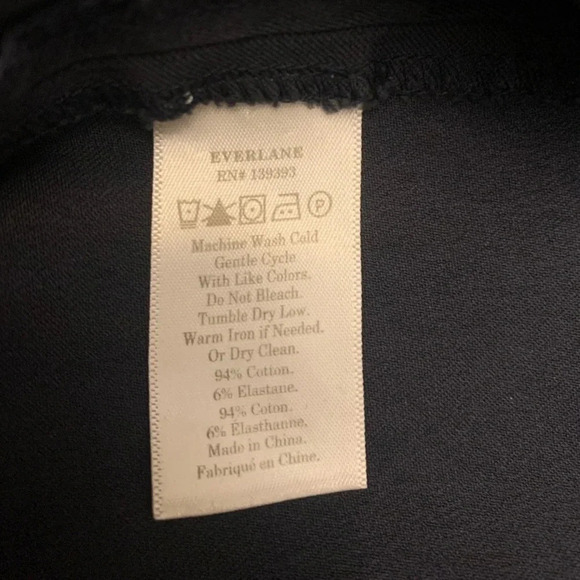 EVERLANE
RN# 139393
P
Machine Wash Cold
Gentle Cycle
With Like Colors.
Do Not Bleach.
Tumble Dry Low.
Warm Iron if Needed.
Or Dry Clean.
94% Cotton.
6% Elastane.
94% Coton.
6% Élasthanne.
Made in China.
Fabriqué en Chine.